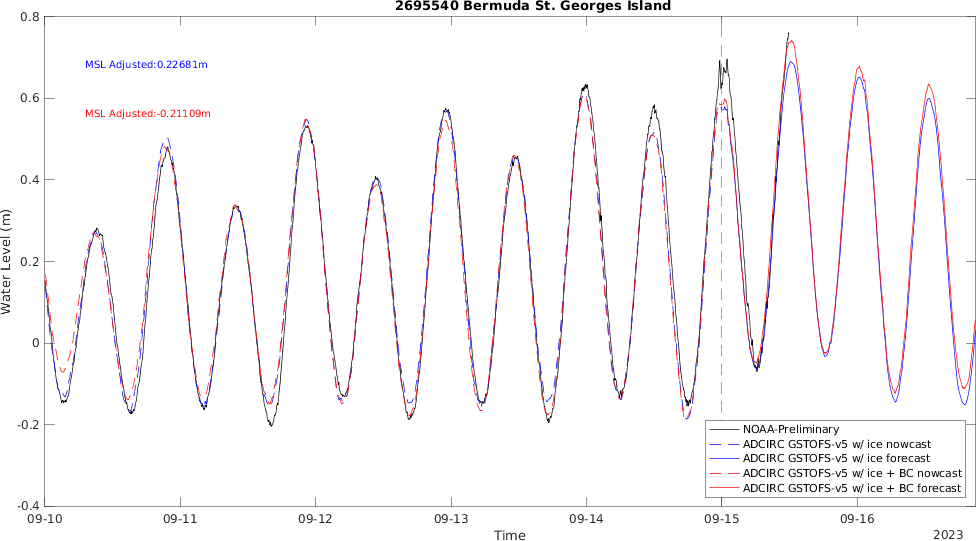 2695540 Bermuda St. Georges Island
0.8
0.6
0.4
0.2
0
-0.2
-0.4
Water Level (m)
MSL Adjusted:0.22681m
MSL Adjusted:-0.21109m
NOAA-Preliminary
ADCIRC GSTOFS-v5 w/ ice nowcast
ADCIRC GSTOFS-v5 w/ ice forecast
ADCIRC GSTOFS-v5 w/ ice + BC nowcast
ADCIRC GSTOFS-v5 w/ ice + BC forecast
09-10 09-11 09-12 09-13 09-14 09-15 09-16
Time
2023